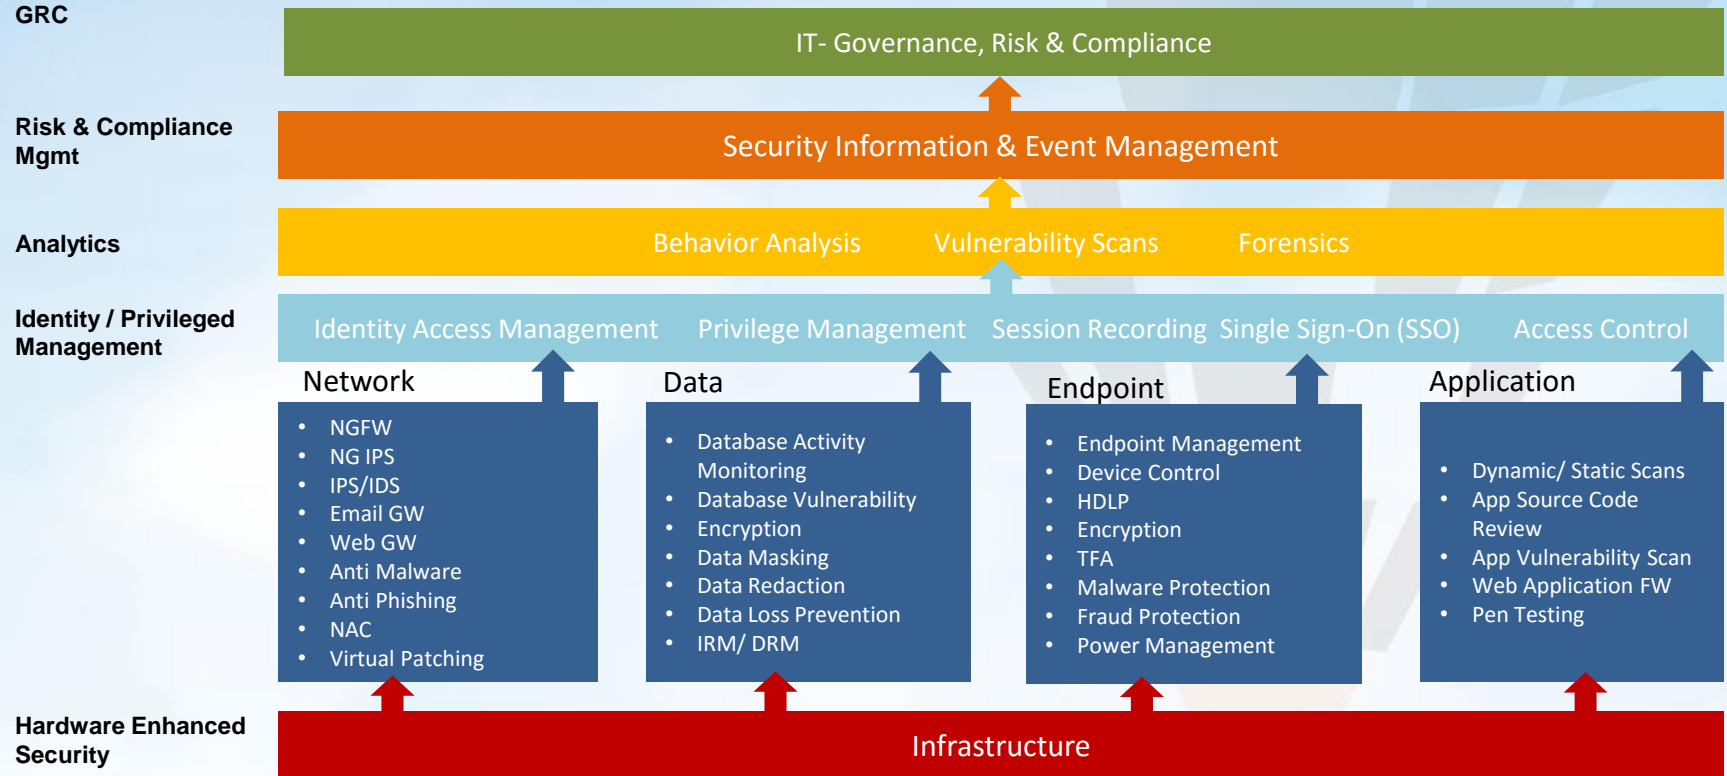 GRC
IT- Governance, Risk & Compliance
Risk & Compliance
Mgmt
Security Information & Event Management
Analytics
Behavior Analysis
Vulnerability Scans
Forensics
Identity / Privileged
Management
Identity Access Management
Privilege Management
Session Recording
Single Sign-On (SSO)
Access Control
Network
• NGFW
• NG IPS
• IPS/IDS
• Email GW
• Web GW
• Anti Malware
• Anti Phishing
• NAC
• Virtual Patching
Data
• Database Activity
Monitoring
• Database Vulnerability
• Encryption
• Data Masking
• Data Redaction
• Data Loss Prevention
• IRM/ DRM
Endpoint
• Endpoint Management
• Device Control
• HDLP
• Encryption
• TFA
• Malware Protection
• Fraud Protection
• Power Management
Application
• Dynamic/ Static Scans
• App Source Code
Review
• App Vulnerability Scan
• Web Application FW
• Pen Testing
Hardware Enhanced
Security
Infrastructure